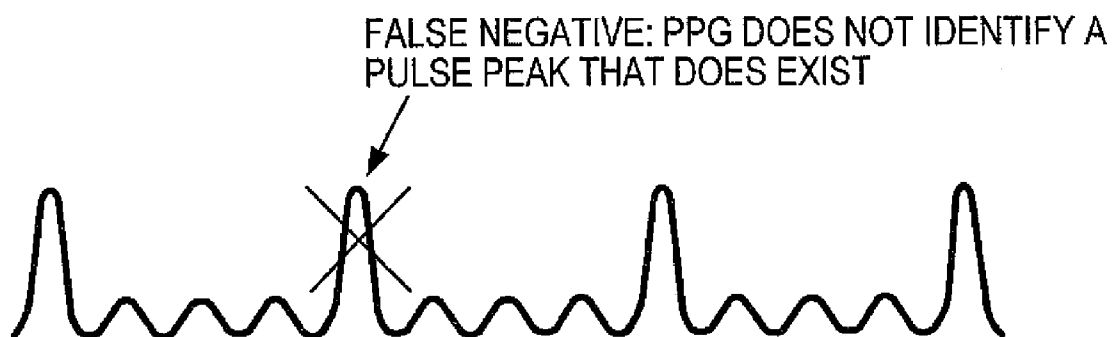 FALSE NEGATIVE: PPG DOES NOT IDENTIFY A
PULSE PEAK THAT DOES EXIST